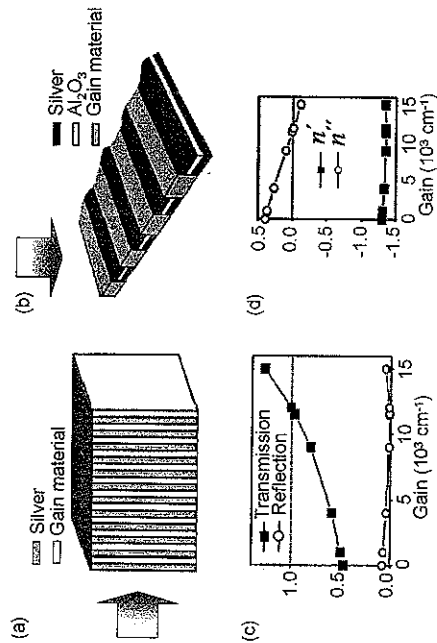 (a)
Silver
Gain material
(b)
Silver
Al2O3
Gain material
(c)
Transmission
Reflection
1.0
0.5
0.0
0
5
10
15
Gain (10³ cm⁻¹)
(d)
0.5
0.0
-0.5
-1.0
-1.5
n′
n″
0
5
10
15
Gain (10³ cm⁻¹)